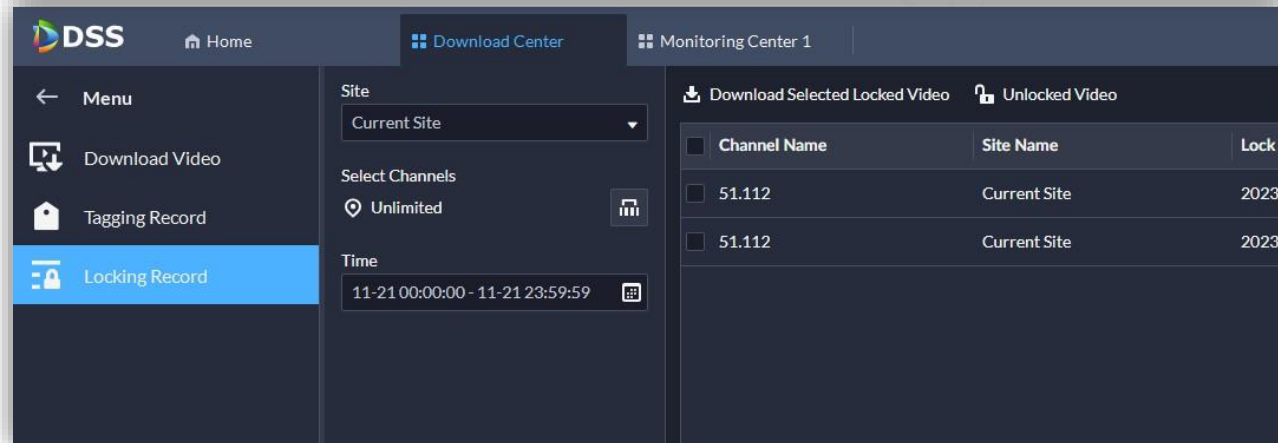 DSS
Home
Download Center
Monitoring Center 1
Menu
Download Video
Tagging Record
Locking Record
Site
Current Site
Select Channels
Unlimited
Time
11-21 00:00:00 - 11-21 23:59:59
Download Selected Locked Video
Unlocked Video
Channel Name Site Name Lock
51.112 Current Site 2023
51.112 Current Site 2023